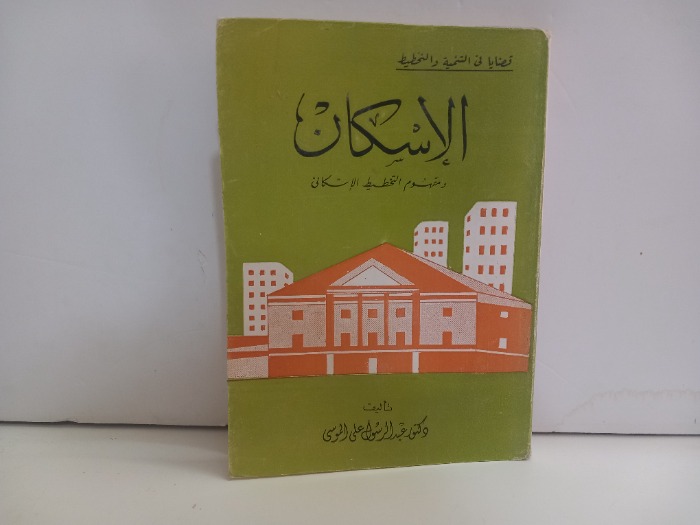 قضايا في التنمية والتخطيط
الإسكان
ومفهوم التخطيط الإسكاني
تأليف
دكتور عبد الرسول علي الموسى